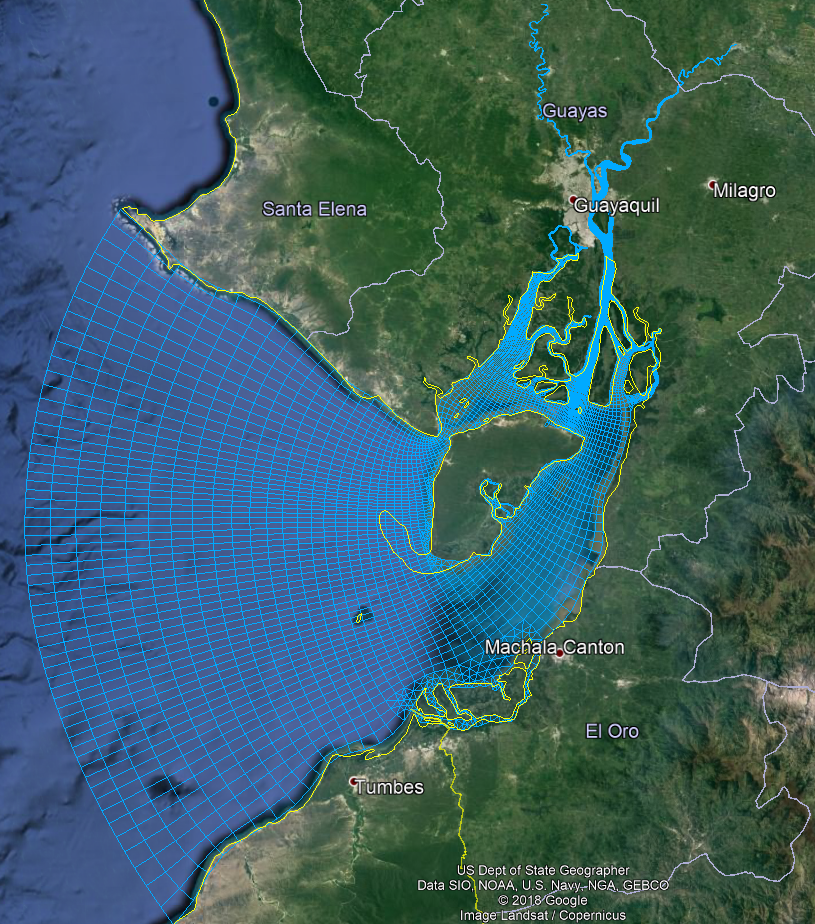 Guayas
Milagro
Guayaquil
Santa Elena
Machala Canton
El Oro
Tumbes
US Dept of State Geographer
Data SIO, NOAA, U.S. Navy, NGA, GEBCO
© 2018 Google
Image Landsat / Copernicus